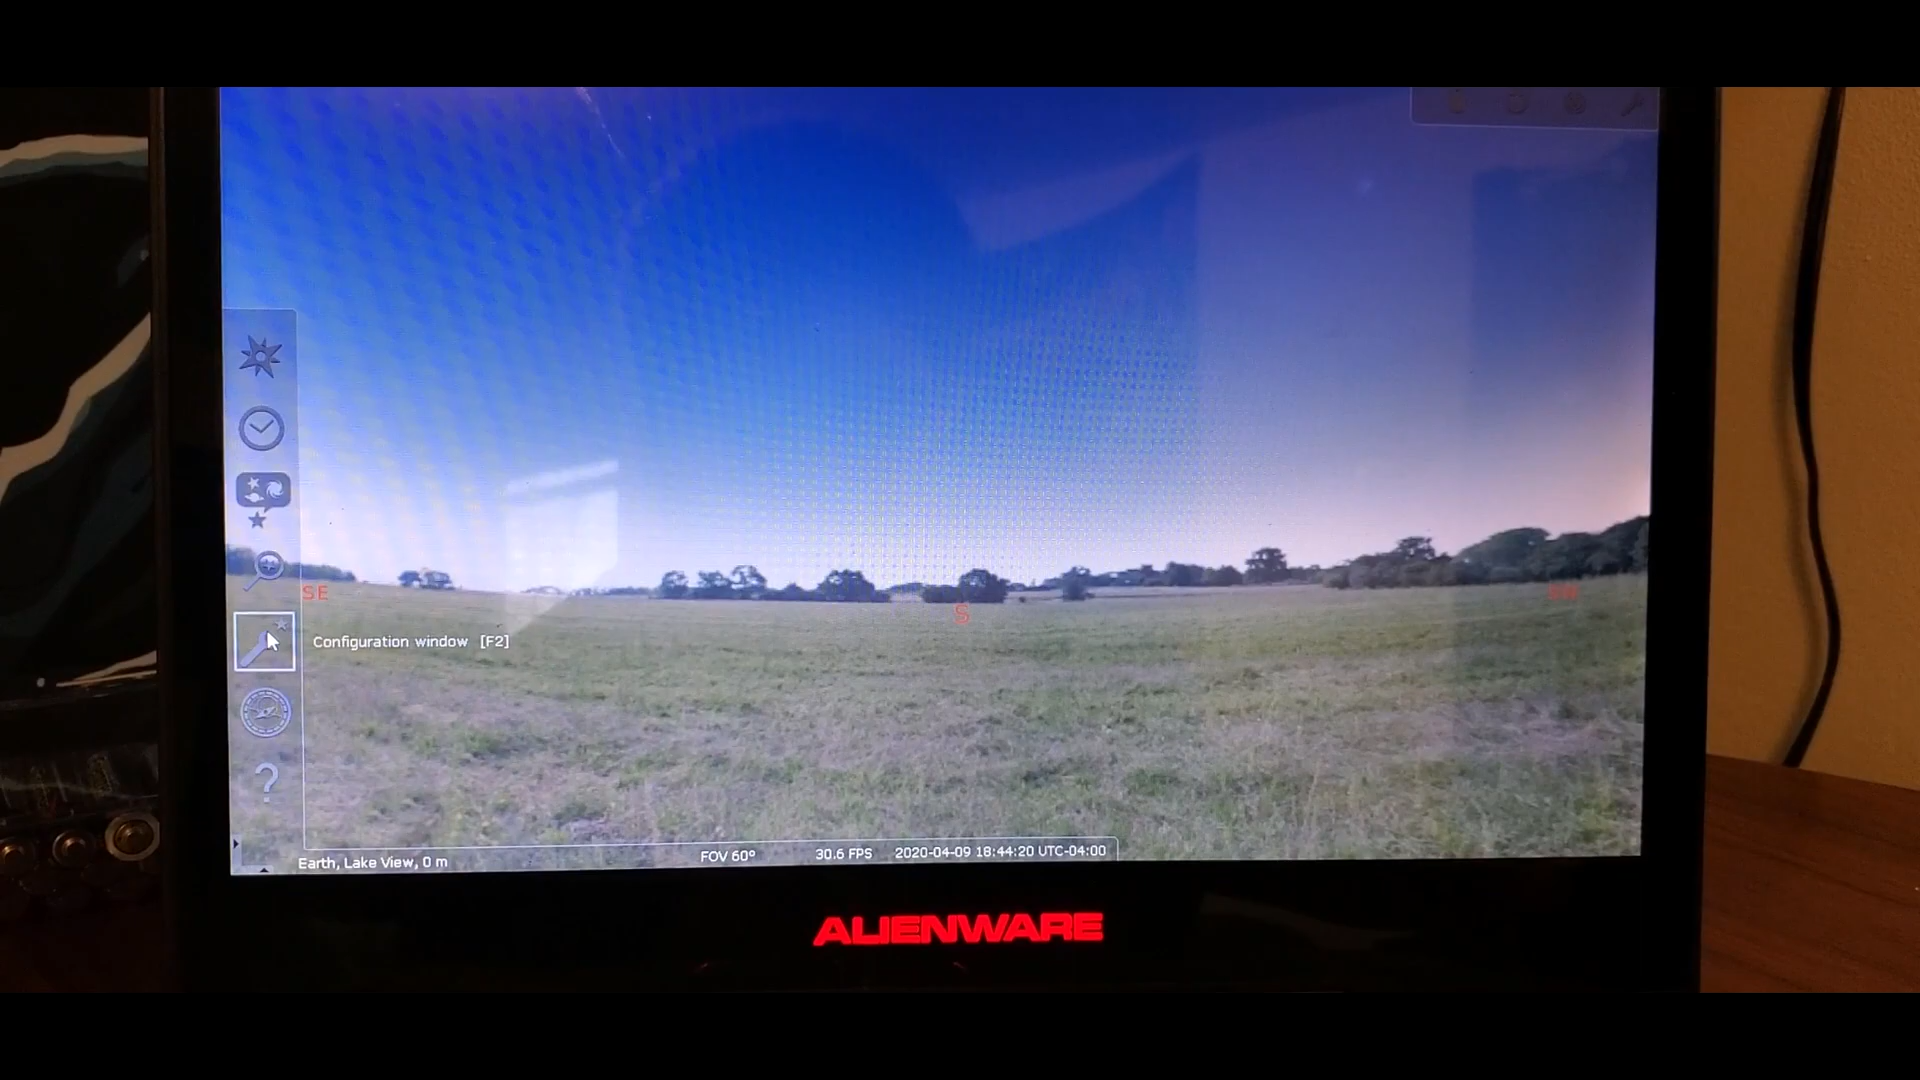 SE
S
SW
Configuration window [F2]
Earth, Lake View, 0 m
FOV 60°
30.6 FPS
2020-04-09 18:44:20 UTC-04:00
ALIENWARE